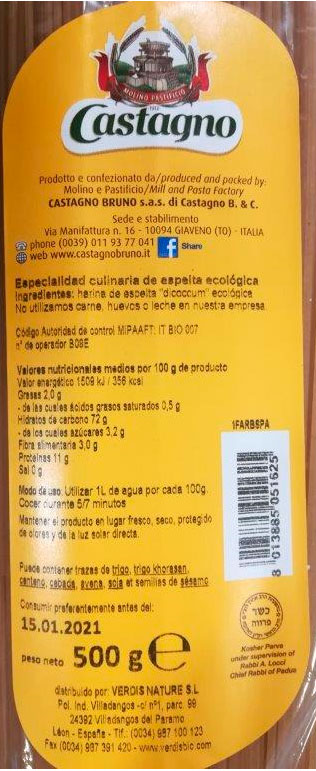 MOLINO PASTIFICIO
Castagno
Prodotto e confezionato da/produced and packed by:
Molino e Pastificio/Mill and Pasta Factory
CASTAGNO BRUNO s.a.s. di Castagno B. & C.
Sede e stabilimento
Via Manifattura n. 16 - 10094 GIAVENO (TO) - ITALIA
phone (0039) 011 93 77 041 f Share
web www.castagnobruno.it
Especialidad culinaria de espelta ecológica
Ingredientes: harina de espelta "dicoccum" ecológica
No utilizamos carne, huevos o leche en nuestra empresa
Código Autoridad de control MIPAAFT: IT BIO 007
n° de operador B08E
Valores nutricionales medios por 100 g de producto
Valor energético 1509 kJ / 356 kcal
Grasas 2,0 g
- de las cuales ácidos grasos saturados 0,5 g
Hidratos de carbono 72 g
- de los cuales azúcares 3,2 g
Fibra alimentaria 3,0 g
Proteínas 11 g
Sal 0 g
1FARBSPA
8 013885 051625
Modo de uso: Utilizar 1L de agua por cada 100g.
Cocer durante 5/7 minutos
Mantener el producto en lugar fresco, seco, protegido
de olores y de la luz solar directa.
Puede contener trazas de trigo, trigo khorasan,
centeno, cebada, avena, soja et semillas de sésamo
Consumir preferentemente antes del:
15.01.2021
peso neto 500 g e
כשר
פרווה
Kosher Parve
under supervision of
Rabbi A. Locci
Chief Rabbi of Padua
distribuido por: VERDIS NATURE S.L
Pol. Ind. Villadangos -c/ nº1, parc. 99
24392 Villadangos del Paramo
León - España - Tlf.: (0034) 987 100 123
Fax (0034) 987 391 420 - www.verdisbio.com